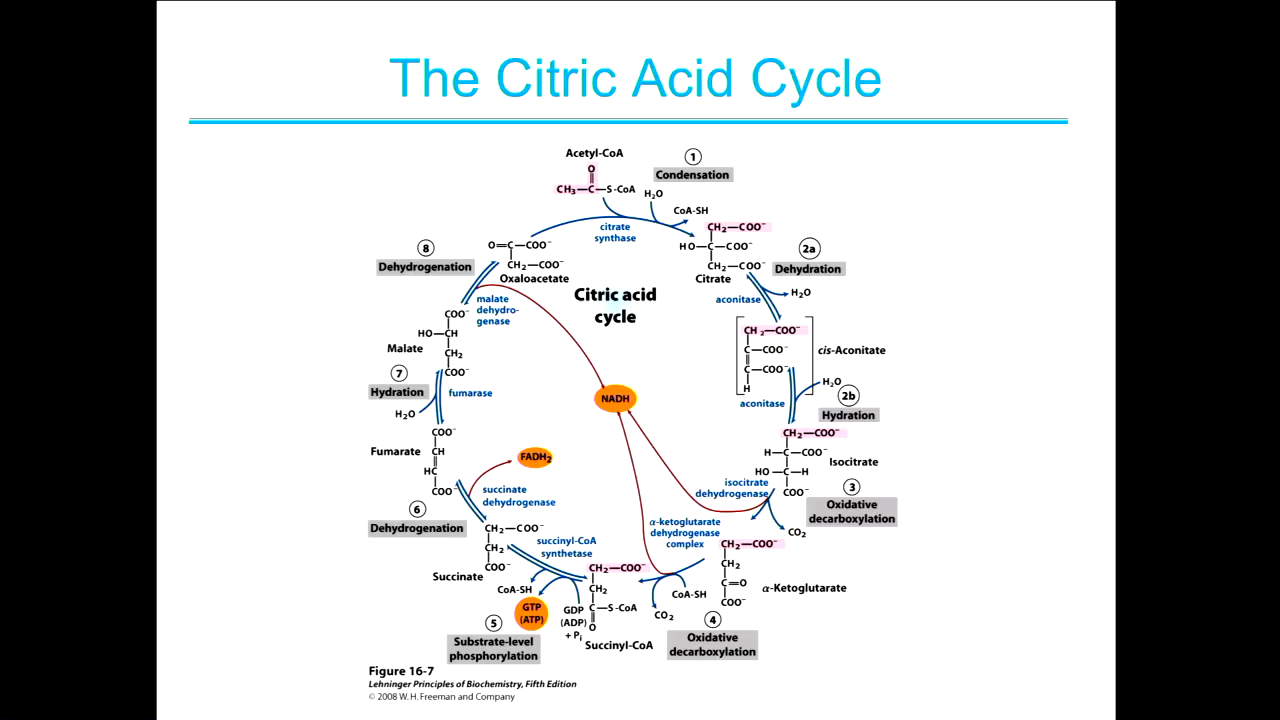 The Citric Acid Cycle
Acetyl-CoA
O
CH₃—C—S-CoA
1
Condensation
H₂O
CoA-SH
citrate
synthase
CH₂—COO⁻
HO—C—COO⁻
CH₂—COO⁻
Citrate
2a
Dehydration
aconitase
H₂O
CH₂—COO⁻
C—COO⁻
C—COO⁻
H
cis-Aconitate
aconitase
H₂O
2b
Hydration
CH₂—COO⁻
H—C—COO⁻
HO—C—H
COO⁻
Isocitrate
isocitrate
dehydrogenase
3
Oxidative
decarboxylation
CO₂
CH₂—COO⁻
CH₂
C=O
COO⁻
α-Ketoglutarate
α-ketoglutarate
dehydrogenase
complex
CoA-SH
CO₂
4
Oxidative
decarboxylation
CH₂—COO⁻
CH₂
C—S-CoA
O
Succinyl-CoA
succinyl-CoA
synthetase
CoA-SH
GTP
(ATP)
GDP
(ADP)
+ Pᵢ
5
Substrate-level
phosphorylation
CH₂—COO⁻
CH₂
COO⁻
Succinate
succinate
dehydrogenase
FADH₂
6
Dehydrogenation
COO⁻
CH
HC
COO⁻
Fumarate
fumarase
H₂O
7
Hydration
COO⁻
HO—CH
CH₂
COO⁻
Malate
malate
dehydro-
genase
8
Dehydrogenation
O=C—COO⁻
CH₂—COO⁻
Oxaloacetate
Citric acid
cycle
NADH
Figure 16-7
Lehninger Principles of Biochemistry, Fifth Edition
© 2008 W. H. Freeman and Company